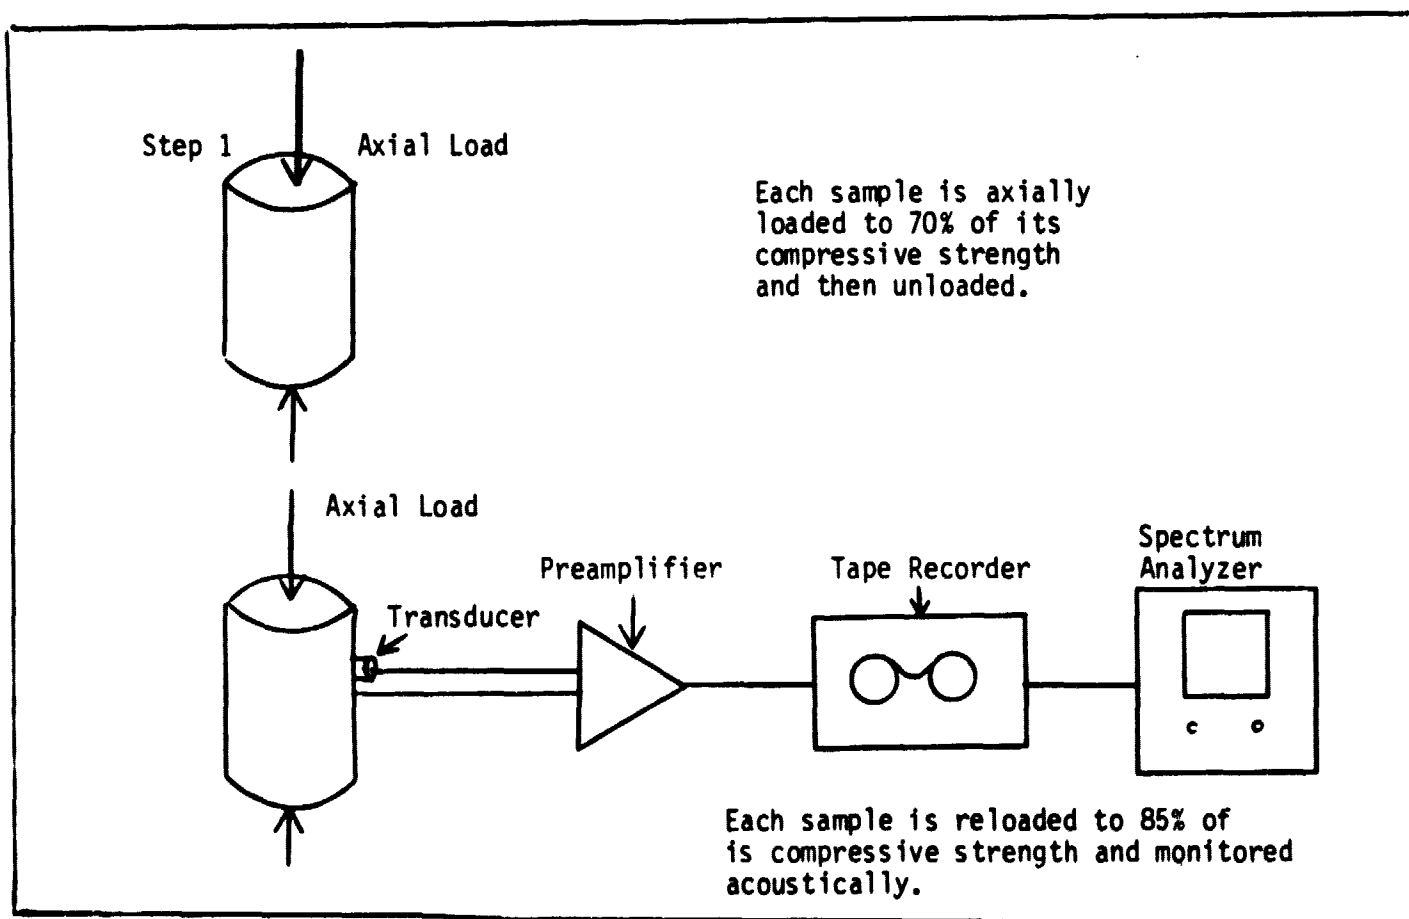 Step 1
Axial Load
Each sample is axially
loaded to 70% of its
compressive strength
and then unloaded.
Axial Load
Transducer
Preamplifier
Tape Recorder
Spectrum
Analyzer
Each sample is reloaded to 85% of
is compressive strength and monitored
acoustically.